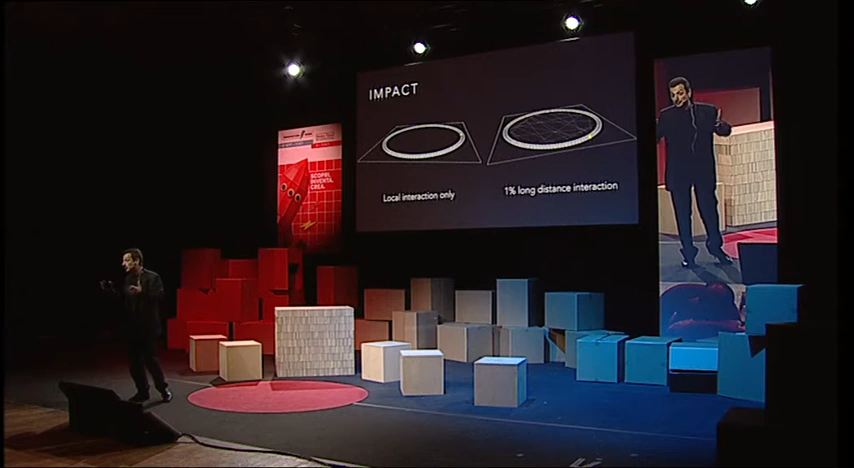 IMPACT
Local interaction only
1% long distance interaction
SCOPRI.
INVENTA.
CREA.